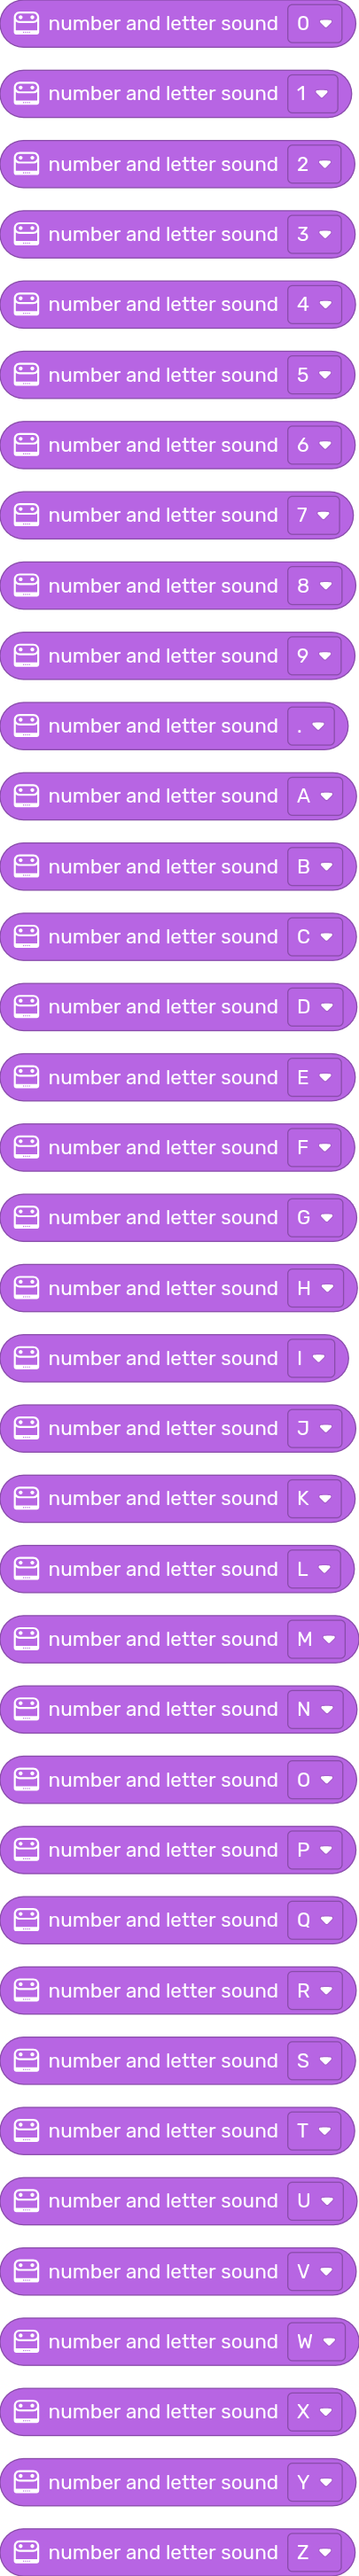 number and letter sound 0
number and letter sound 1
number and letter sound 2
number and letter sound 3
number and letter sound 4
number and letter sound 5
number and letter sound 6
number and letter sound 7
number and letter sound 8
number and letter sound 9
number and letter sound .
number and letter sound A
number and letter sound B
number and letter sound C
number and letter sound D
number and letter sound E
number and letter sound F
number and letter sound G
number and letter sound H
number and letter sound I
number and letter sound J
number and letter sound K
number and letter sound L
number and letter sound M
number and letter sound N
number and letter sound O
number and letter sound P
number and letter sound Q
number and letter sound R
number and letter sound S
number and letter sound T
number and letter sound U
number and letter sound V
number and letter sound W
number and letter sound X
number and letter sound Y
number and letter sound Z